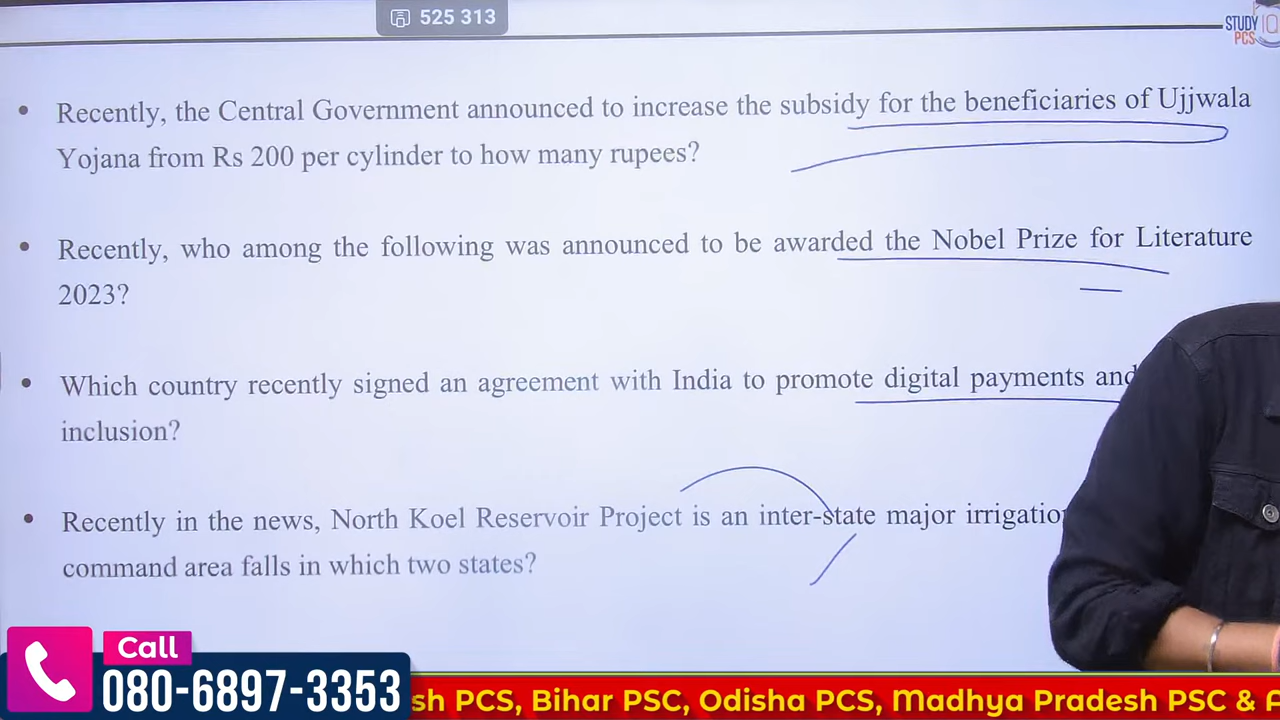 525 313
STUDY IQ
PCS
• Recently, the Central Government announced to increase the subsidy for the beneficiaries of Ujjwala
Yojana from Rs 200 per cylinder to how many rupees?
• Recently, who among the following was announced to be awarded the Nobel Prize for Literature
2023?
• Which country recently signed an agreement with India to promote digital payments and
inclusion?
• Recently in the news, North Koel Reservoir Project is an inter-state major irrigatio
command area falls in which two states?
Call
080-6897-3353
sh PCS, Bihar PSC, Odisha PCS, Madhya Pradesh PSC & A